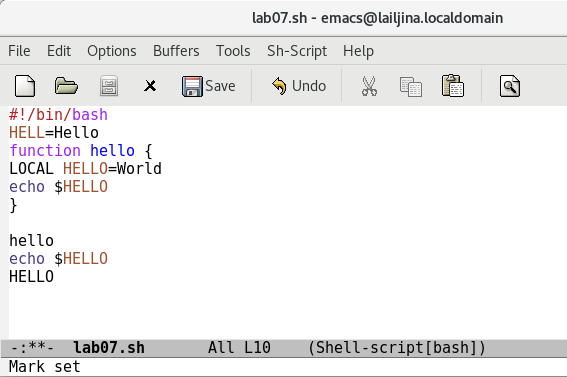 lab07.sh - emacs@lailjina.localdomain
File Edit Options Buffers Tools Sh-Script Help
Save Undo
#!/bin/bash
HELL=Hello
function hello {
LOCAL HELLO=World
echo $HELLO
}
hello
echo $HELLO
HELLO
-:**- lab07.sh All L10 (Shell-script[bash])
Mark set